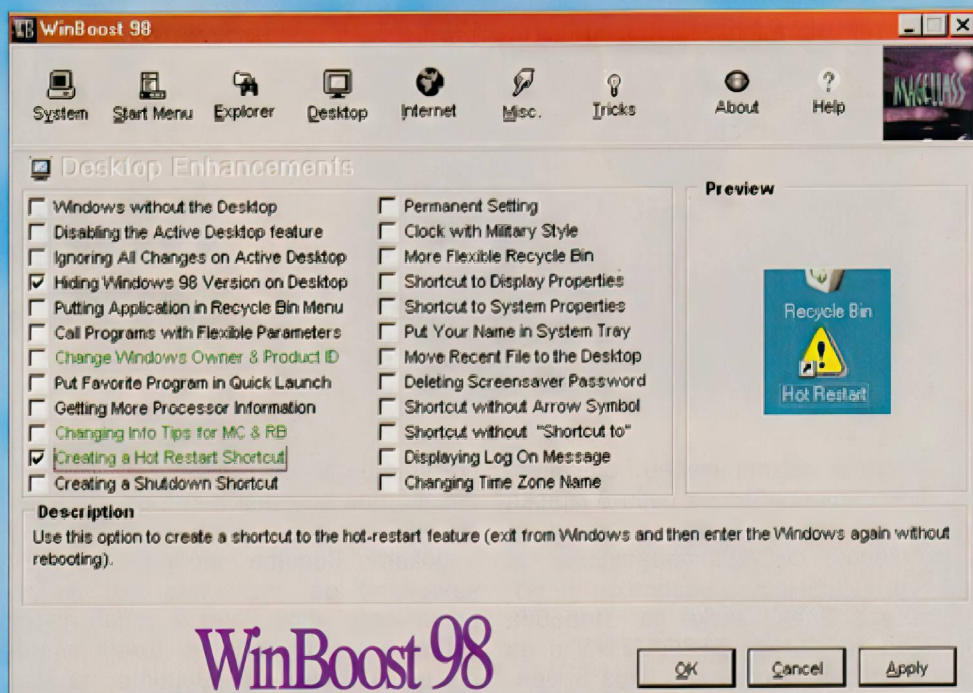 WinBoost 98
System Start Menu Explorer Desktop Internet Misc. Tricks About Help
MAGELLASS
Desktop Enhancements
Windows without the Desktop
Disabling the Active Desktop feature
Ignoring All Changes on Active Desktop
Hiding Windows 98 Version on Desktop
Putting Application in Recycle Bin Menu
Call Programs with Flexible Parameters
Change Windows Owner & Product ID
Put Favorite Program in Quick Launch
Getting More Processor Information
Changing Info Tips for MC & RB
Creating a Hot Restart Shortcut
Creating a Shutdown Shortcut
Permanent Setting
Clock with Military Style
More Flexible Recycle Bin
Shortcut to Display Properties
Shortcut to System Properties
Put Your Name in System Tray
Move Recent File to the Desktop
Deleting Screensaver Password
Shortcut without Arrow Symbol
Shortcut without "Shortcut to"
Displaying Log On Message
Changing Time Zone Name
Preview
Recycle Bin
Hot Restart
Description
Use this option to create a shortcut to the hot-restart feature (exit from Windows and then enter the Windows again without
rebooting).
WinBoost 98
OK Cancel Apply